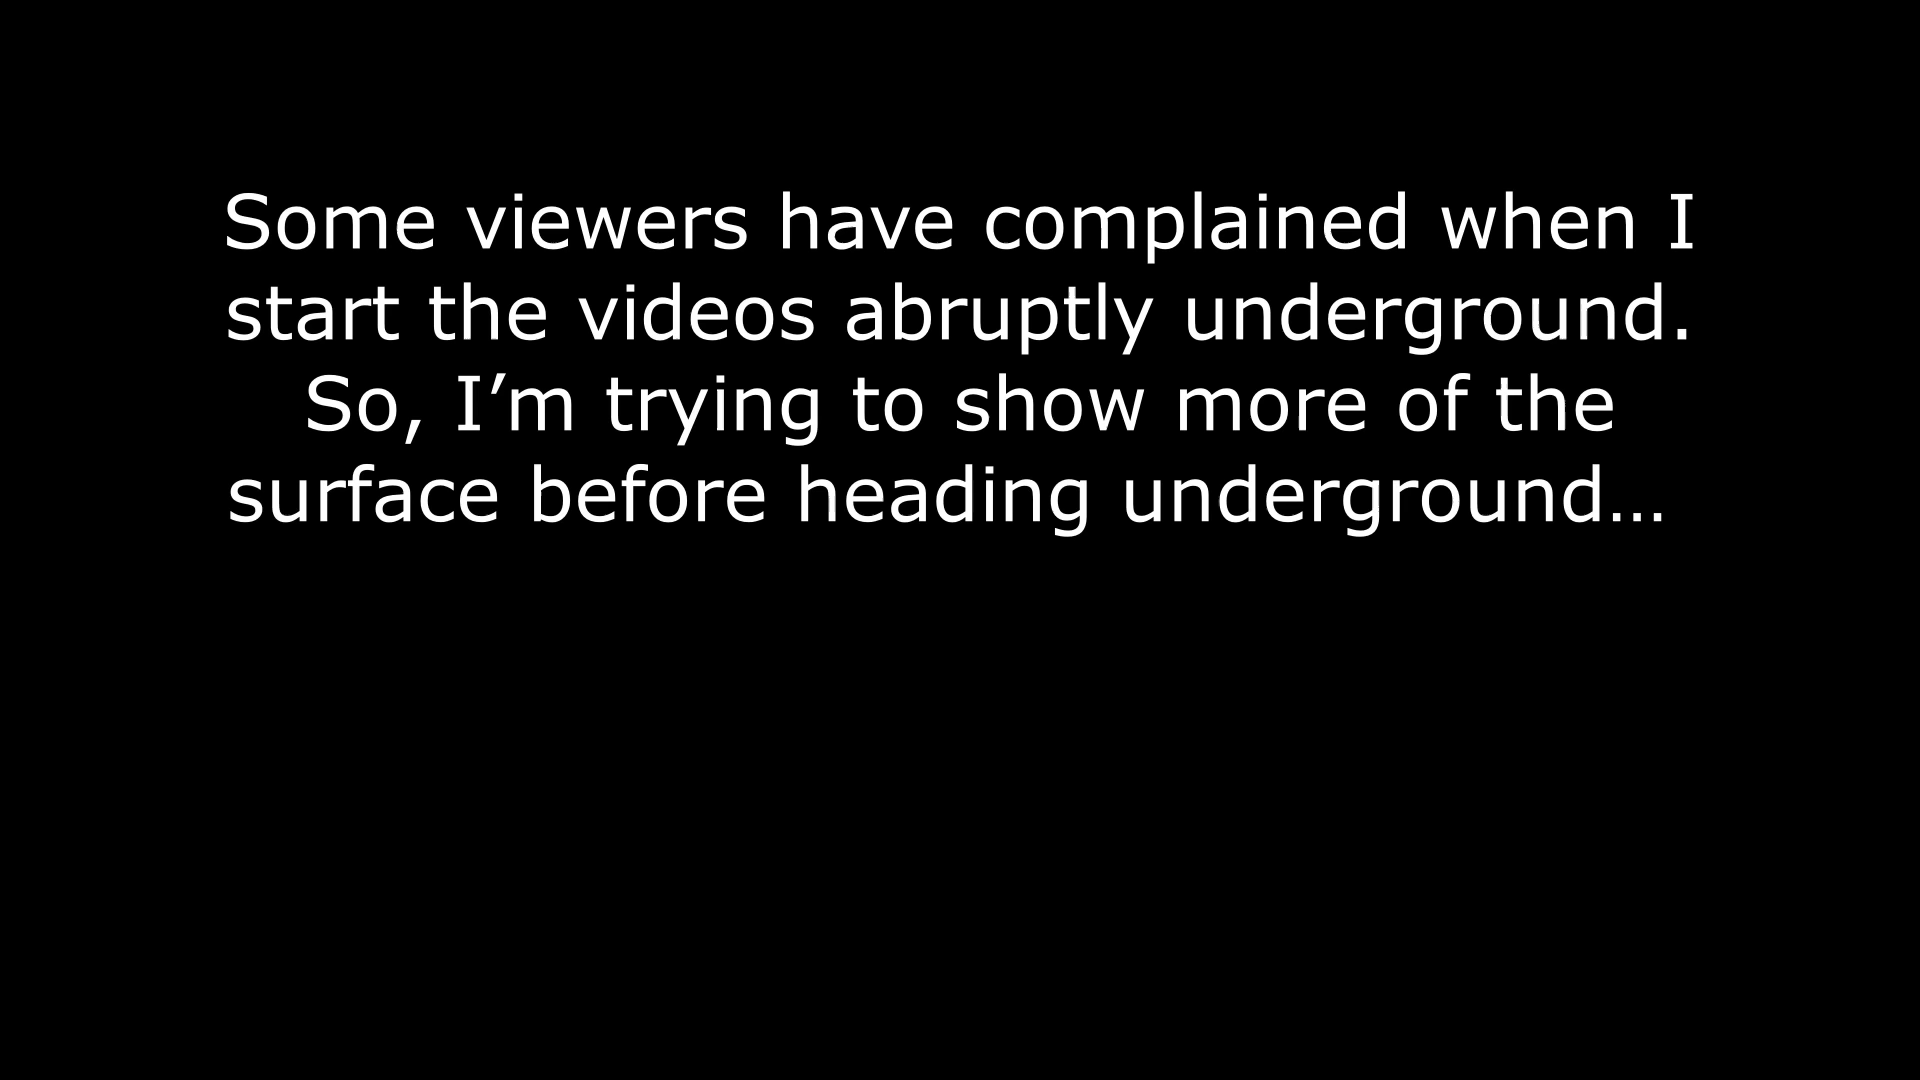 Some viewers have complained when I
start the videos abruptly underground.
So, I’m trying to show more of the
surface before heading underground…